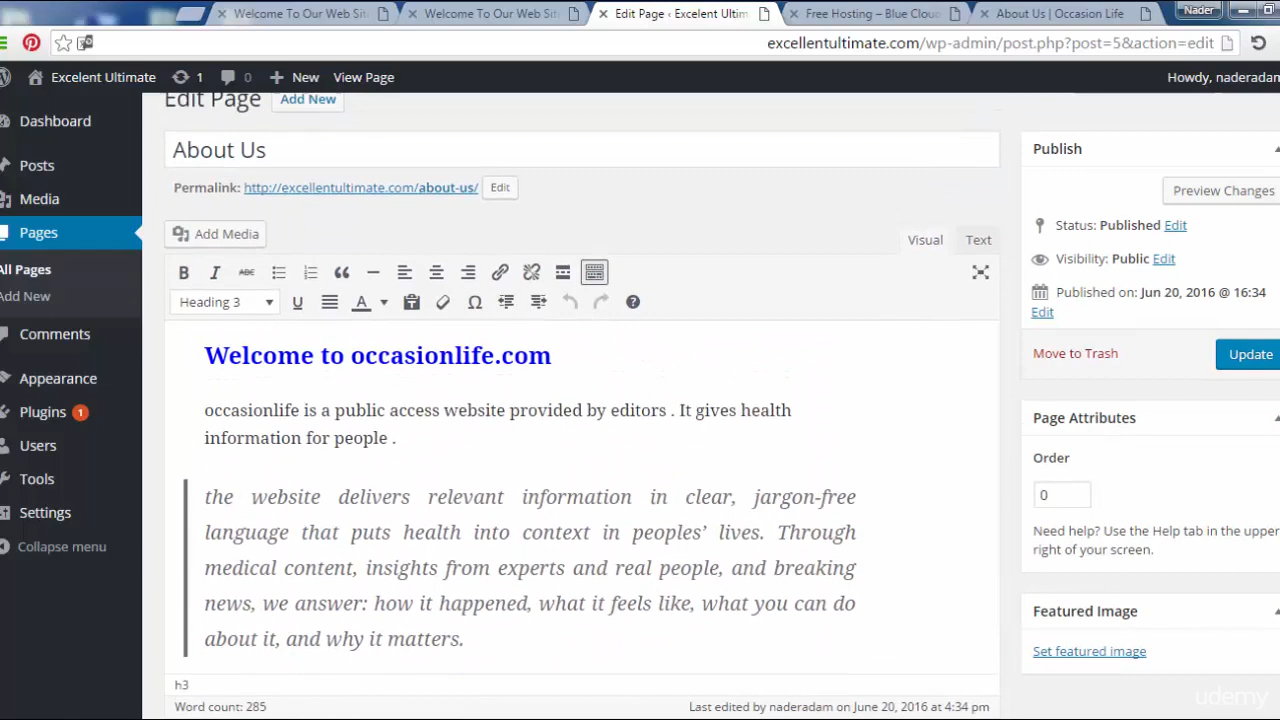 Welcome To Our Web Sit
Welcome To Our Web Sit
Edit Page ‹ Excelent Ultim
Free Hosting – Blue Clou
About Us | Occasion Life
Nader
excellentultimate.com/wp-admin/post.php?post=5&action=edit
Excelent Ultimate
1
0
New
View Page
Howdy, naderadam
Edit Page
Add New
Dashboard
Posts
Media
Pages
All Pages
Add New
Comments
Appearance
Plugins 1
Users
Tools
Settings
Collapse menu
About Us
Permalink: http://excellentultimate.com/about-us/ Edit
Add Media
Visual Text
B I ABC
Heading 3 U A Ω
Welcome to occasionlife.com
occasionlife is a public access website provided by editors . It gives health
information for people .
the website delivers relevant information in clear, jargon-free
language that puts health into context in peoples’ lives. Through
medical content, insights from experts and real people, and breaking
news, we answer: how it happened, what it feels like, what you can do
about it, and why it matters.
h3
Word count: 285
Last edited by naderadam on June 20, 2016 at 4:34 pm
Publish
Preview Changes
Status: Published Edit
Visibility: Public Edit
Published on: Jun 20, 2016 @ 16:34
Edit
Move to Trash
Update
Page Attributes
Order
0
Need help? Use the Help tab in the upper
right of your screen.
Featured Image
Set featured image
udemy